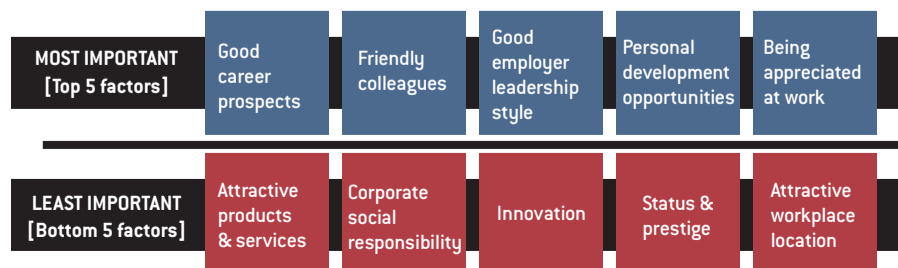 MOST IMPORTANT
[Top 5 factors]
Good
career
prospects
Friendly
colleagues
Good
employer
leadership
style
Personal
development
opportunities
Being
appreciated
at work
LEAST IMPORTANT
[Bottom 5 factors]
Attractive
products
& services
Corporate
social
responsibility
Innovation
Status &
prestige
Attractive
workplace
location